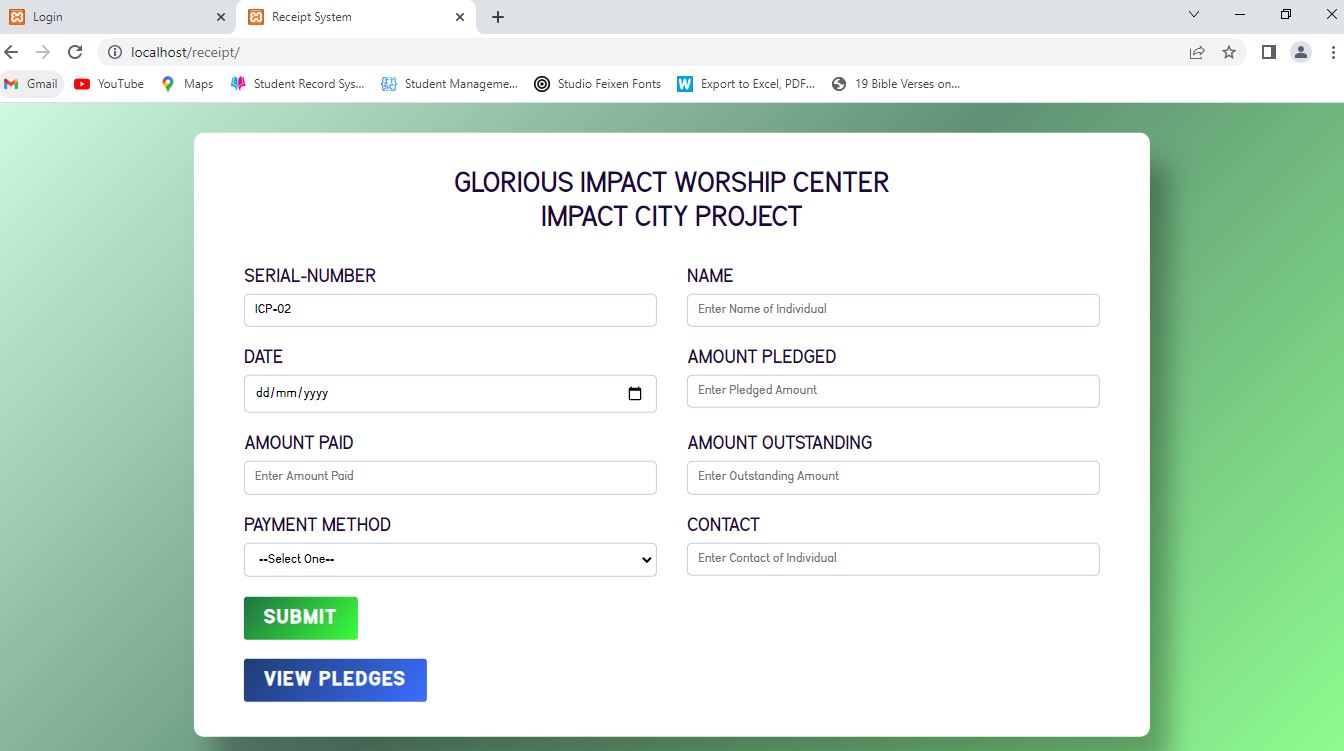 Login
Receipt System
localhost/receipt/
Gmail
YouTube
Maps
Student Record Sys...
Student Manageme...
Studio Feixen Fonts
W
Export to Excel, PDF...
19 Bible Verses on...
GLORIOUS IMPACT WORSHIP CENTER
IMPACT CITY PROJECT
SERIAL-NUMBER
ICP-02
NAME
Enter Name of Individual
DATE
dd/mm/yyyy
AMOUNT PLEDGED
Enter Pledged Amount
AMOUNT PAID
Enter Amount Paid
AMOUNT OUTSTANDING
Enter Outstanding Amount
PAYMENT METHOD
--Select One--
CONTACT
Enter Contact of Individual
SUBMIT
VIEW PLEDGES